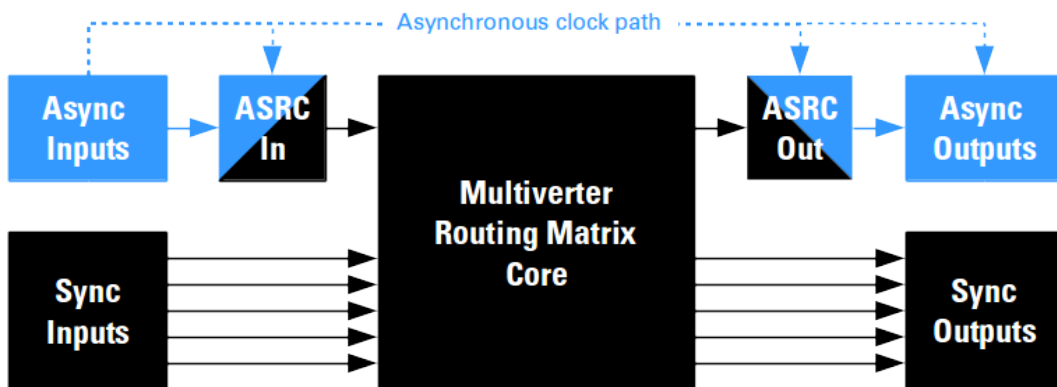 Asynchronous clock path
Async
Inputs
ASRC
In
Multiverter
Routing Matrix
Core
ASRC
Out
Async
Outputs
Sync
Inputs
Sync
Outputs